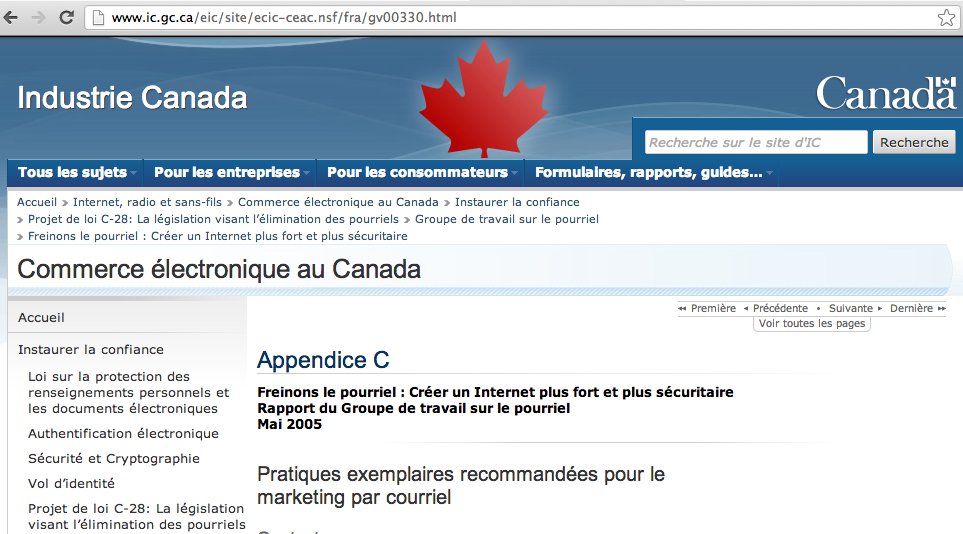 www.ic.gc.ca/eic/site/ecic-ceac.nsf/fra/gv00330.html
Industrie Canada
Canada
Recherche sur le site d'IC
Recherche
Tous les sujets
Pour les entreprises
Pour les consommateurs
Formulaires, rapports, guides...
Accueil » Internet, radio et sans-fils » Commerce électronique au Canada » Instaurer la confiance
» Projet de loi C-28: La législation visant l’élimination des pourriels » Groupe de travail sur le pourriel
» Freinons le pourriel : Créer un Internet plus fort et plus sécuritaire
Commerce électronique au Canada
Première Précédente • Suivante Dernière
Voir toutes les pages
Accueil
Instaurer la confiance
Loi sur la protection des
renseignements personnels et
les documents électroniques
Authentification électronique
Sécurité et Cryptographie
Vol d’identité
Projet de loi C-28: La législation
visant l’élimination des pourriels
Appendice C
Freinons le pourriel : Créer un Internet plus fort et plus sécuritaire
Rapport du Groupe de travail sur le pourriel
Mai 2005
Pratiques exemplaires recommandées pour le
marketing par courriel